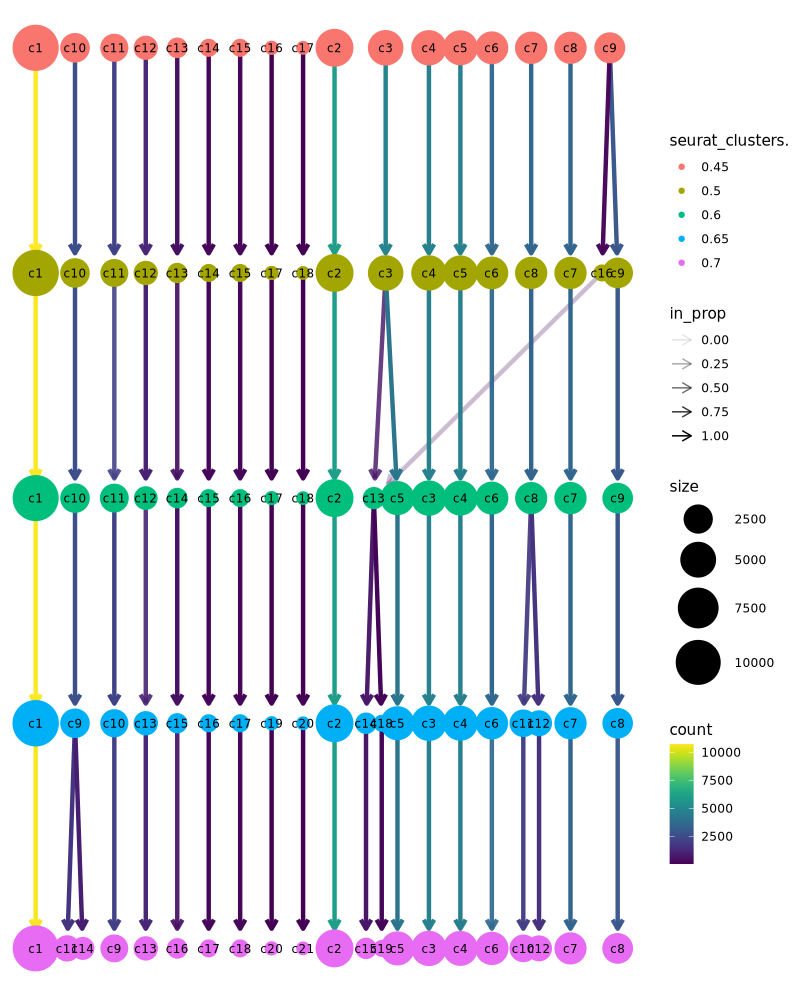 c1 c10 c11 c12 c13 c14 c15 c16 c17 c2 c3 c4 c5 c6 c7 c8 c9
c1 c10 c11 c12 c13 c14 c15 c17 c18 c2 c3 c4 c5 c6 c8 c7 c16 c9
c1 c10 c11 c12 c14 c15 c16 c17 c18 c2 c13 c5 c3 c4 c6 c8 c7 c9
c1 c9 c10 c13 c15 c16 c17 c19 c20 c2 c14 c18 c5 c3 c4 c6 c11 c12 c7 c8
c1 c11 c14 c9 c13 c16 c17 c18 c20 c21 c2 c15 c19 c5 c3 c4 c6 c10 c12 c7 c8
seurat_clusters.
0.45
0.5
0.6
0.65
0.7
in_prop
0.00
0.25
0.50
0.75
1.00
size
2500
5000
7500
10000
count
10000
7500
5000
2500